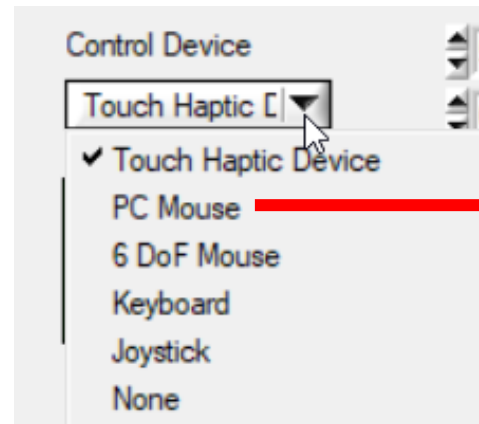 Control Device
Touch Haptic D
Touch Haptic Device
PC Mouse
6 DoF Mouse
Keyboard
Joystick
None